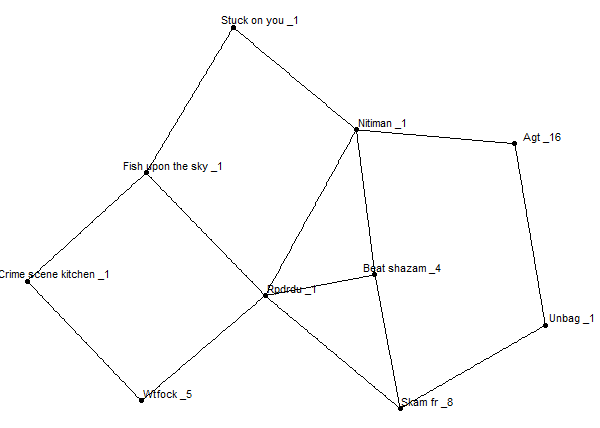 Stuck on you _1
Nitiman _1
Agt _16
Fish upon the sky _1
Beat shazam _4
Crime scene kitchen _1
Rpdrdu _1
Unbag _1
Wtfock _5
Skam fr _8